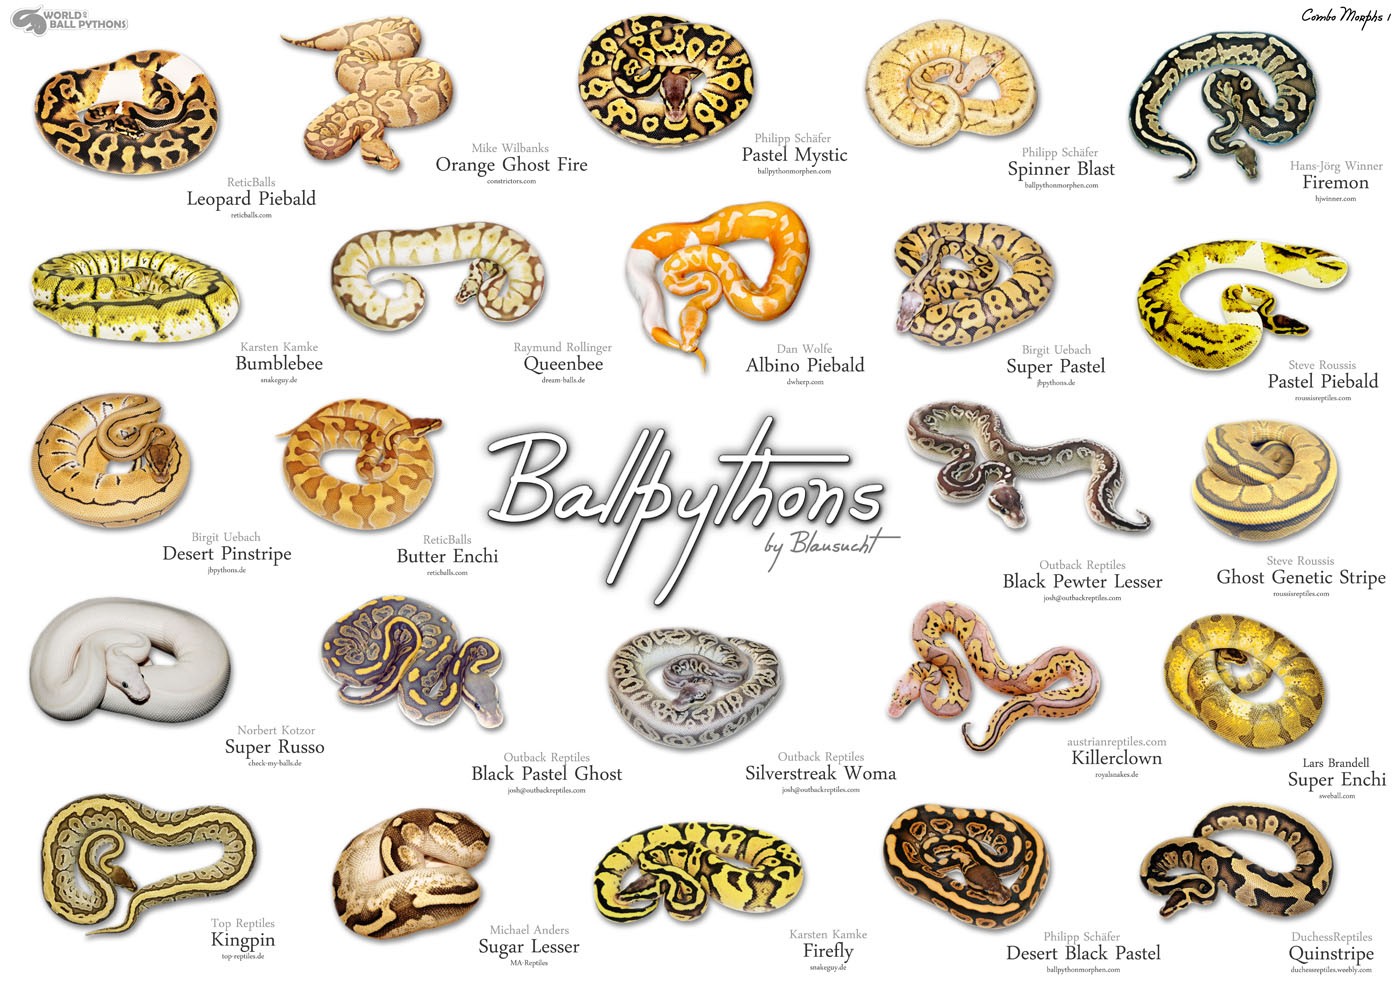 WORLD OF
BALL PYTHONS
Combo Morphs 1
ReticBalls
Leopard Piebald
reticballs.com
Mike Wilbanks
Orange Ghost Fire
constrictors.com
Philipp Schäfer
Pastel Mystic
ballpythonmorphen.com
Philipp Schäfer
Spinner Blast
ballpythonmorphen.com
Hans-Jörg Winner
Firemon
hjwinner.com
Karsten Kamke
Bumblebee
snakeguy.de
Raymund Rollinger
Queenbee
dream-balls.de
Dan Wolfe
Albino Piebald
dwherp.com
Birgit Uebach
Super Pastel
jbpythons.de
Steve Roussis
Pastel Piebald
roussisreptiles.com
Birgit Uebach
Desert Pinstripe
jbpythons.de
ReticBalls
Butter Enchi
reticballs.com
Ballpythons
by Blausucht
Outback Reptiles
Black Pewter Lesser
josh@outbackreptiles.com
Steve Roussis
Ghost Genetic Stripe
roussisreptiles.com
Norbert Kotzor
Super Russo
check-my-balls.de
Outback Reptiles
Black Pastel Ghost
josh@outbackreptiles.com
Outback Reptiles
Silverstreak Woma
josh@outbackreptiles.com
austrianreptiles.com
Killerclown
royalsnakes.de
Lars Brandell
Super Enchi
sweball.com
Top Reptiles
Kingpin
top-reptiles.de
Michael Anders
Sugar Lesser
MA-Reptiles
Karsten Kamke
Firefly
snakeguy.de
Philipp Schäfer
Desert Black Pastel
ballpythonmorphen.com
DuchessReptiles
Quinstripe
duchessreptiles.weebly.com